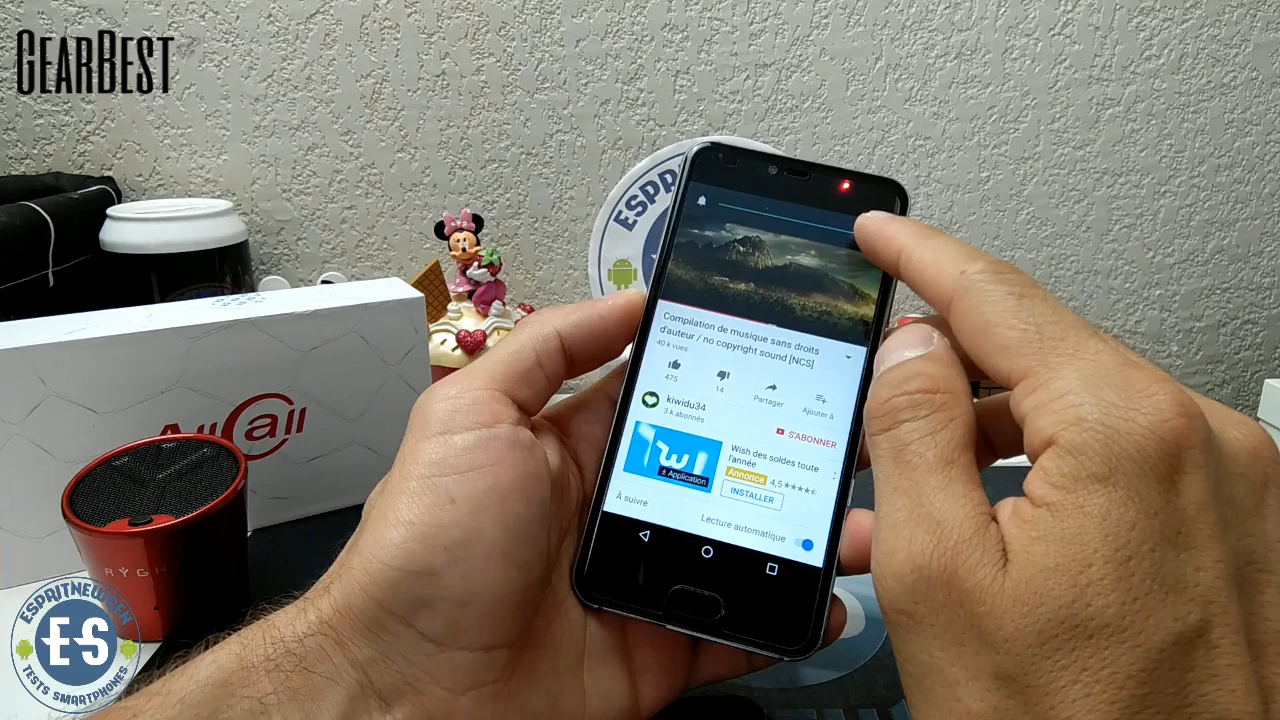 GEARBEST
ESPR
AllCall
Compilation de musique sans droits
d'auteur / no copyright sound [NCS]
40 k vues
475
14
Partager
Ajouter à
kiwidu34
3 k abonnés
S'ABONNER
Wish des soldes toute
l'année
Annonce 4,5
Application
INSTALLER
À suivre
Lecture automatique
RYGH
ES
TESTS SMARTPHONES